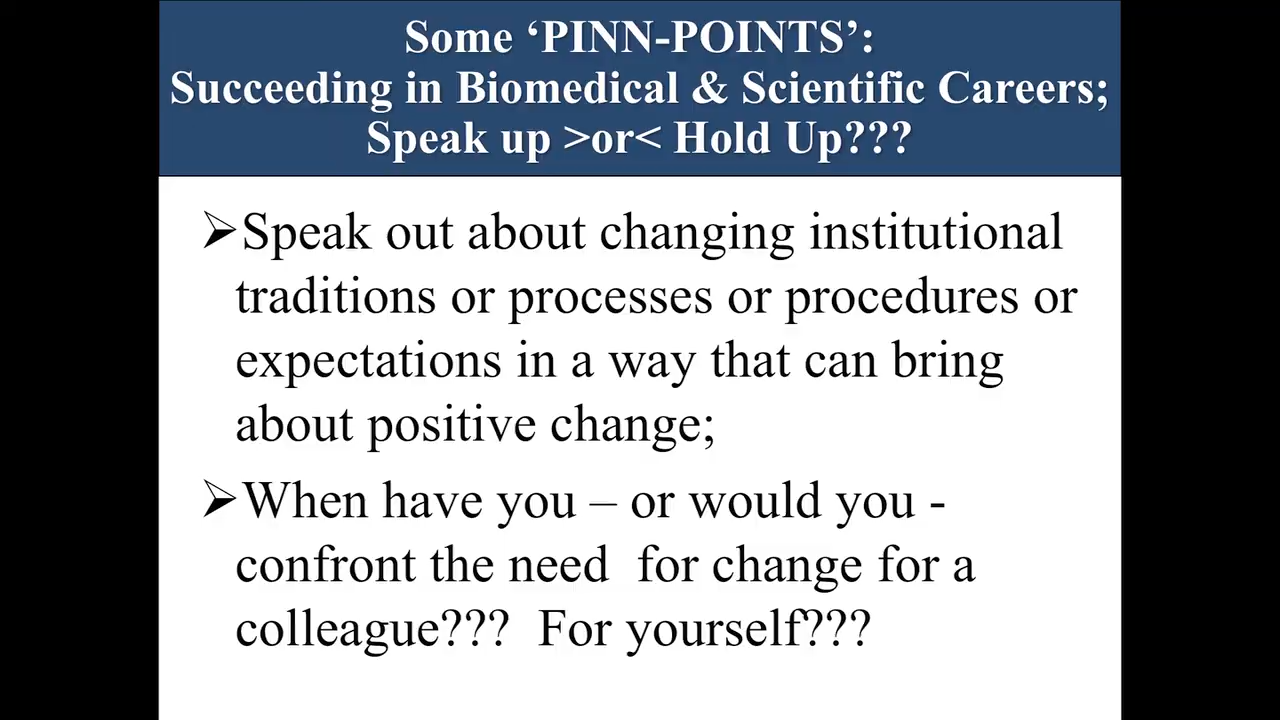 Some ‘PINN-POINTS’:
Succeeding in Biomedical & Scientific Careers;
Speak up >or< Hold Up???
➢Speak out about changing institutional
traditions or processes or procedures or
expectations in a way that can bring
about positive change;
➢When have you – or would you -
confront the need  for change for a
colleague???  For yourself???